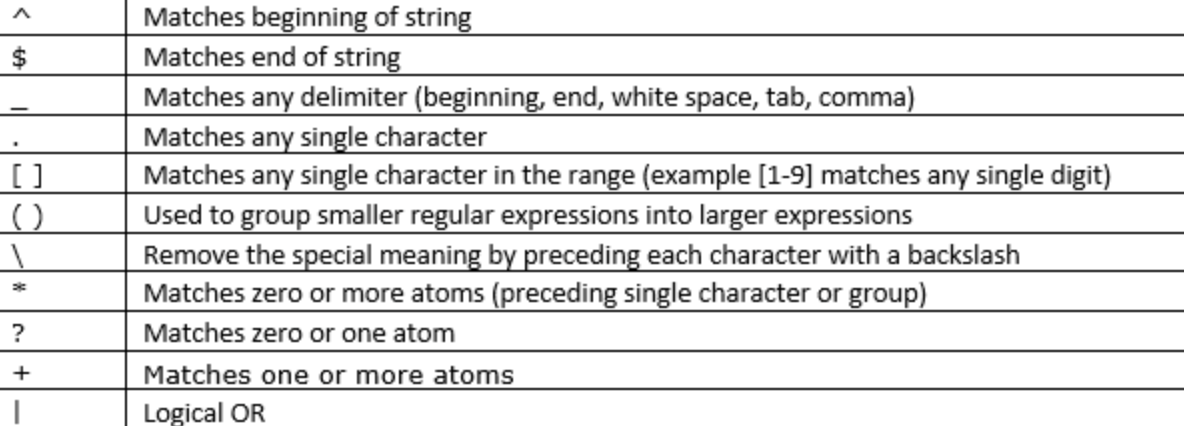 ^ Matches beginning of string
$ Matches end of string
_ Matches any delimiter (beginning, end, white space, tab, comma)
. Matches any single character
[ ] Matches any single character in the range (example [1-9] matches any single digit)
( ) Used to group smaller regular expressions into larger expressions
\ Remove the special meaning by preceding each character with a backslash
* Matches zero or more atoms (preceding single character or group)
? Matches zero or one atom
+ Matches one or more atoms
| Logical OR